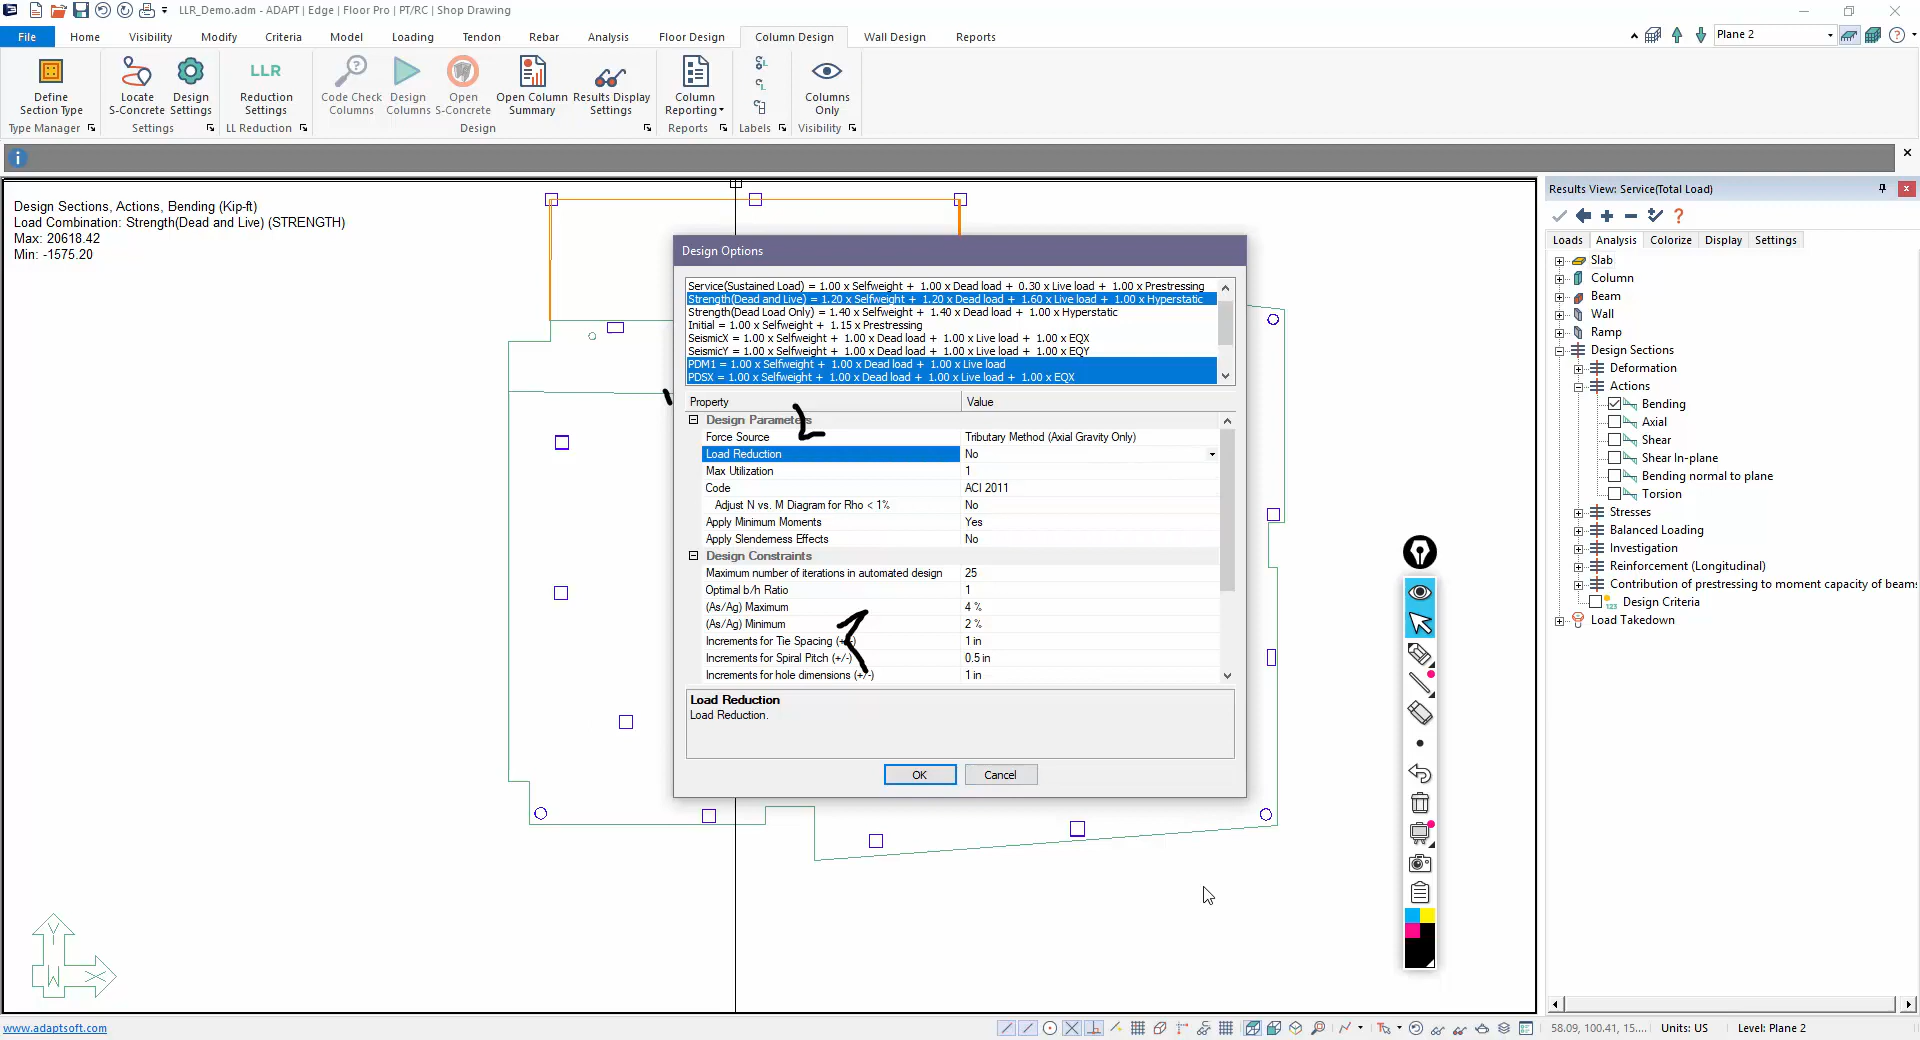 LLR_Demo.adm - ADAPT | Edge | Floor Pro | PT/RC | Shop Drawing
File Home Visibility Modify Criteria Model Loading Tendon Rebar Analysis Floor Design Column Design Wall Design Reports
Plane 2
LLR
Define Section Type
Locate S-Concrete
Design Settings
Reduction Settings
Code Check Columns
Design Columns
Open S-Concrete
Open Column Summary
Results Display Settings
Column Reporting
Columns Only
Type Manager Settings LL Reduction Design Reports Labels Visibility
Design Sections, Actions, Bending (Kip-ft)
Load Combination: Strength(Dead and Live) (STRENGTH)
Max: 20618.42
Min: -1575.20
Design Options
Service(Sustained Load) = 1.00 x Selfweight + 1.00 x Dead load + 0.30 x Live load + 1.00 x Prestressing
Strength(Dead and Live) = 1.20 x Selfweight + 1.20 x Dead load + 1.60 x Live load + 1.00 x Hyperstatic
Strength(Dead Load Only) = 1.40 x Selfweight + 1.40 x Dead load + 1.00 x Hyperstatic
Initial = 1.00 x Selfweight + 1.15 x Prestressing
SeismicX = 1.00 x Selfweight + 1.00 x Dead load + 1.00 x Live load + 1.00 x EQX
SeismicY = 1.00 x Selfweight + 1.00 x Dead load + 1.00 x Live load + 1.00 x EQY
PDM1 = 1.00 x Selfweight + 1.00 x Dead load + 1.00 x Live load
PDSX = 1.00 x Selfweight + 1.00 x Dead load + 1.00 x Live load + 1.00 x EQX
Property Value
Design Parameters
Force Source Tributary Method (Axial Gravity Only)
Load Reduction No
Max Utilization 1
Code ACI 2011
Adjust N vs. M Diagram for Rho < 1% No
Apply Minimum Moments Yes
Apply Slenderness Effects No
Design Constraints
Maximum number of iterations in automated design 25
Optimal b/h Ratio 1
(As/Ag) Maximum 4 %
(As/Ag) Minimum 2 %
Increments for Tie Spacing (+/-) 1 in
Increments for Spiral Pitch (+/-) 0.5 in
Increments for hole dimensions (+/-) 1 in
Load Reduction
Load Reduction.
OK Cancel
Results View: Service(Total Load)
Loads Analysis Colorize Display Settings
Slab
Column
Beam
Wall
Ramp
Design Sections
Deformation
Actions
Bending
Axial
Shear
Shear In-plane
Bending normal to plane
Torsion
Stresses
Balanced Loading
Investigation
Reinforcement (Longitudinal)
Contribution of prestressing to moment capacity of beams
Design Criteria
Load Takedown
Y
W X
www.adaptsoft.com
58.09, 100.41, 15.... Units: US Level: Plane 2